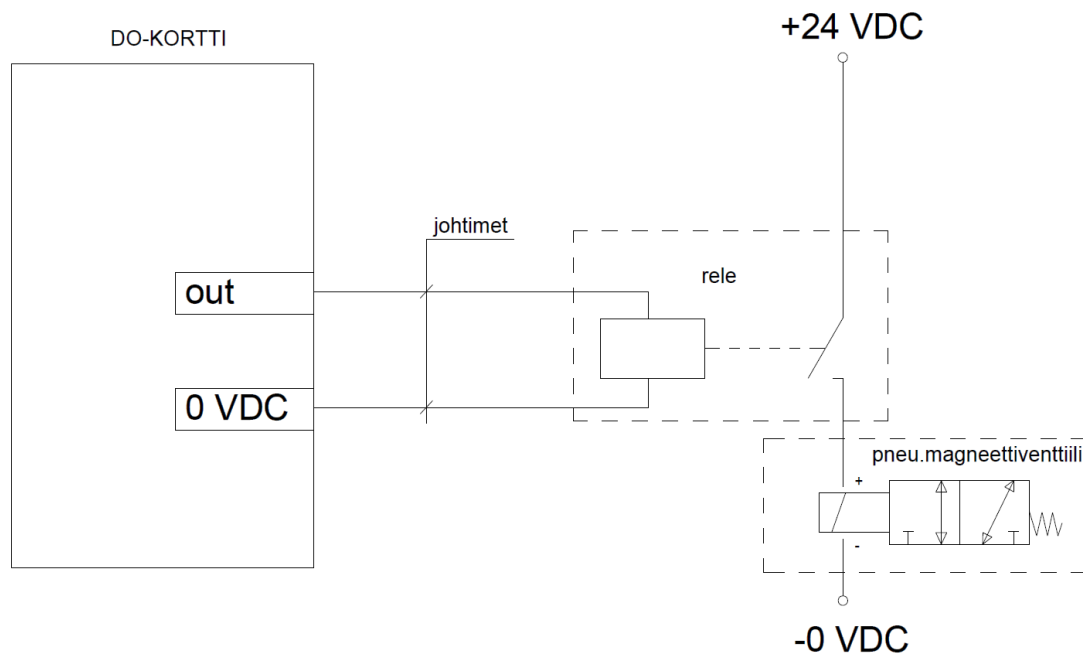 +24 VDC
DO-KORTTI
johtimet
rele
out
0 VDC
pneu.magneettiventtiili
+
-
-0 VDC